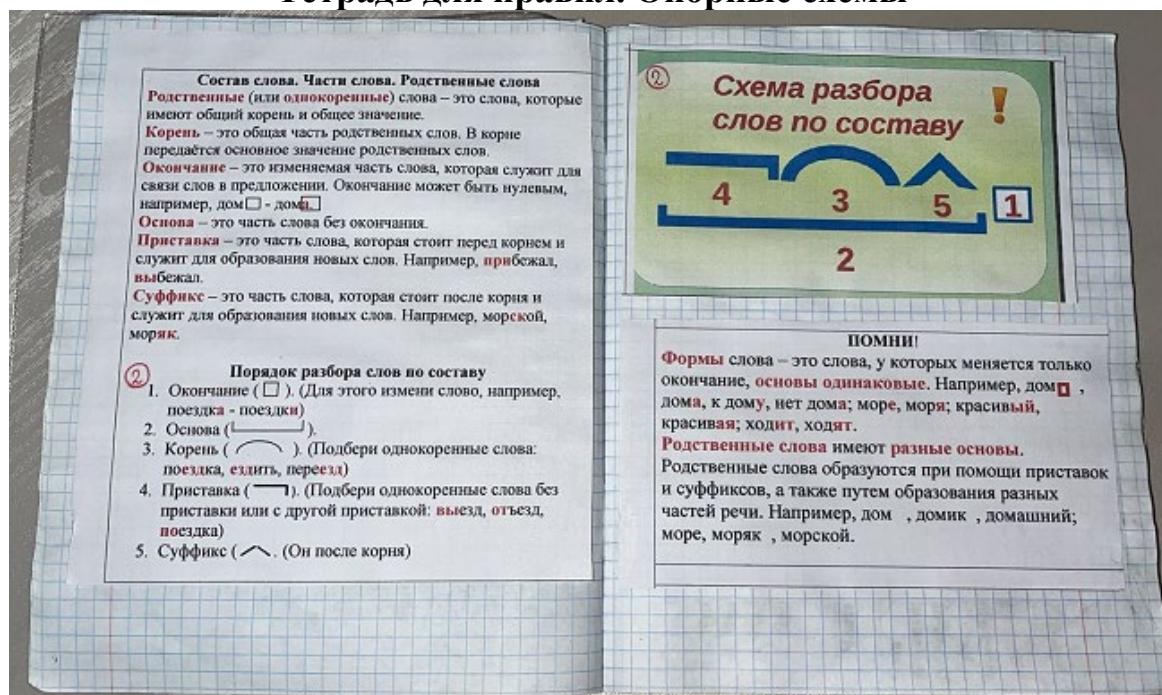 Тетрадь для правил. Опорные схемы
Состав слова. Части слова. Родственные слова
Родственные (или однокоренные) слова – это слова, которые
имеют общий корень и общее значение.
Корень – это общая часть родственных слов. В корне
передаётся основное значение родственных слов.
Окончание – это изменяемая часть слова, которая служит для
связи слов в предложении. Окончание может быть нулевым,
например, дом□ - дома.
Основа – это часть слова без окончания.
Приставка – это часть слова, которая стоит перед корнем и
служит для образования новых слов. Например, прибежал,
выбежал.
Суффикс – это часть слова, которая стоит после корня и
служит для образования новых слов. Например, морской,
моряк.
2
Порядок разбора слов по составу
1. Окончание ( □ ). (Для этого измени слово, например,
поездка - поездки)
2. Основа ( ).
3. Корень ( ). (Подбери однокоренные слова:
поездка, ездить, переезд)
4. Приставка ( ). (Подбери однокоренные слова без
приставки или с другой приставкой: выезд, отъезд,
поездка)
5. Суффикс ( . (Он после корня)
2
Схема разбора
слов по составу !
4 3 5 1
2
ПОМНИ!
Формы слова – это слова, у которых меняется только
окончание, основы одинаковые. Например, дом□ ,
дома, к дому, нет дома; море, моря; красивый,
красивая; ходит, ходят.
Родственные слова имеют разные основы.
Родственные слова образуются при помощи приставок
и суффиксов, а также путем образования разных
частей речи. Например, дом , домик , домашний;
море, моряк , морской.